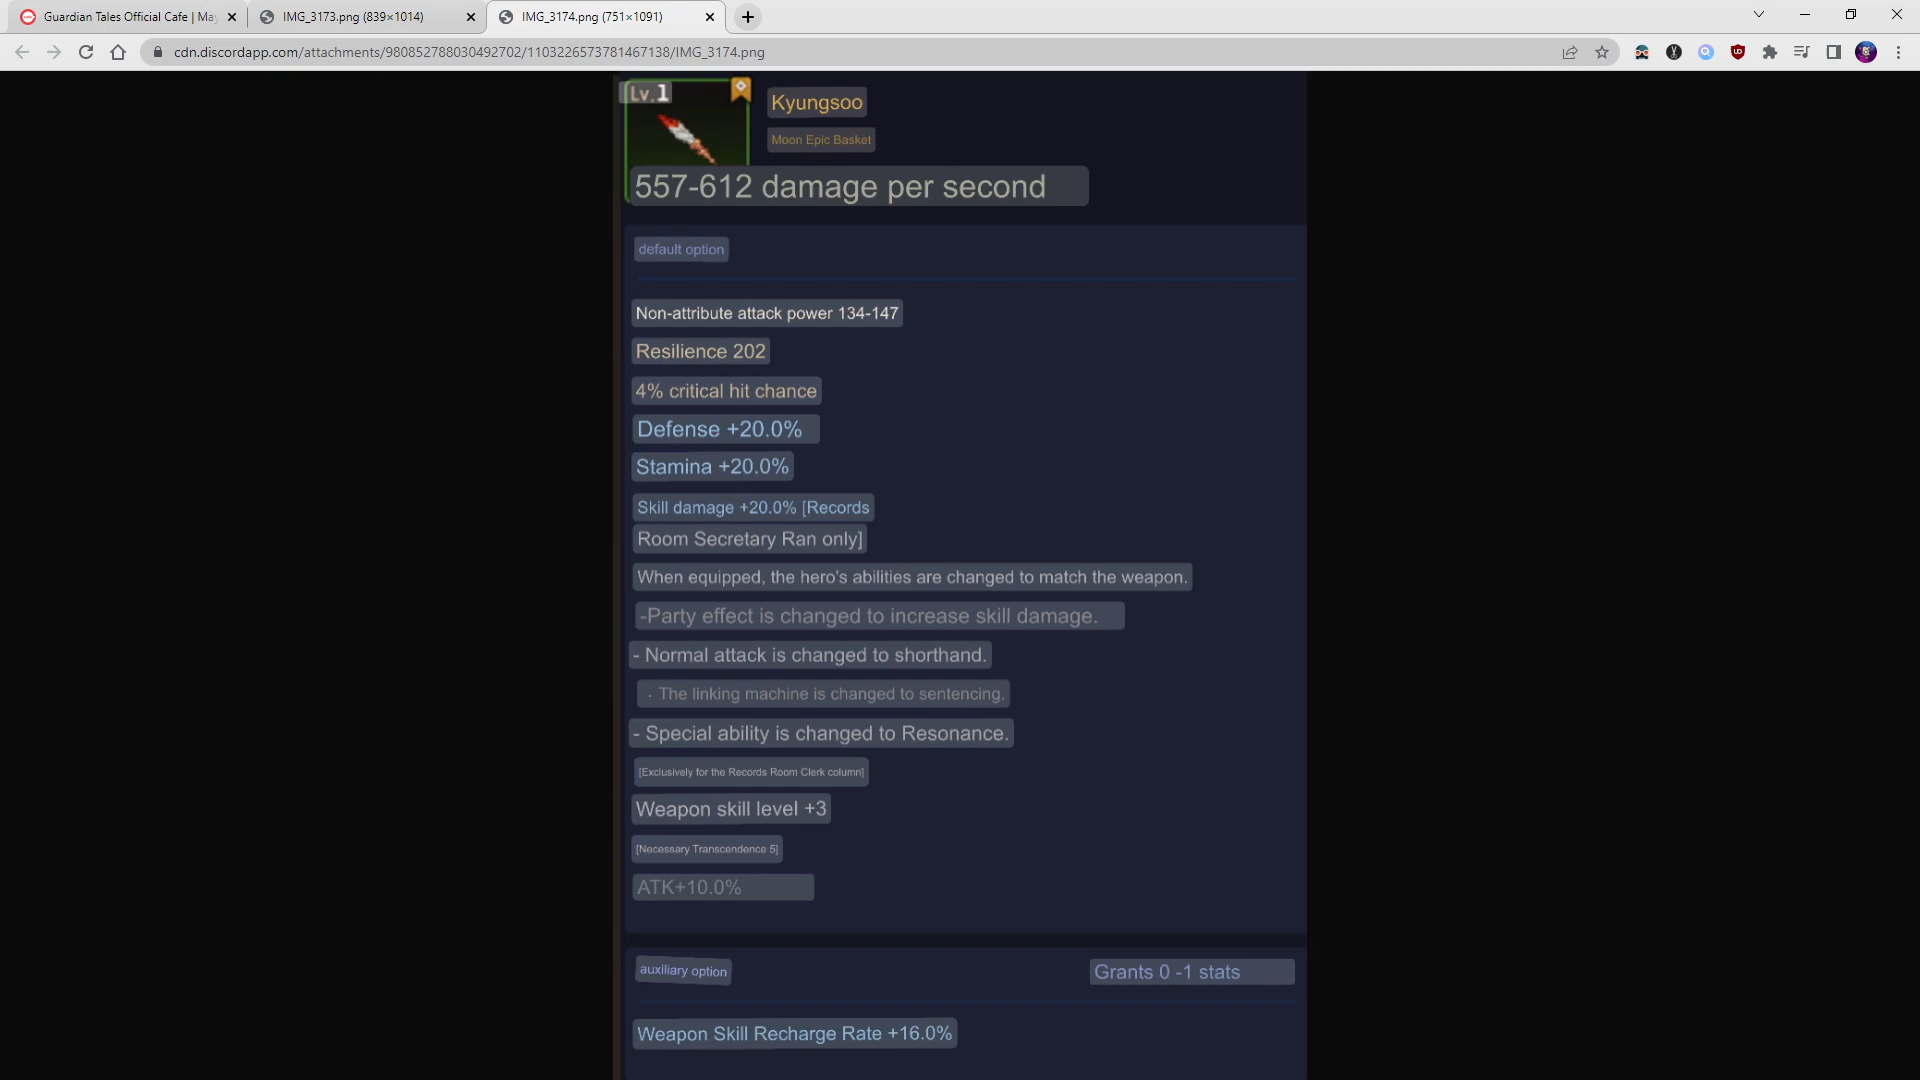 Guardian Tales Official Cafe | May
IMG_3173.png (839×1014)
IMG_3174.png (751×1091)
cdn.discordapp.com/attachments/980852788030492702/1103226573781467138/IMG_3174.png
Lv.1
Kyungsoo
Moon Epic Basket
557-612 damage per second
default option
Non-attribute attack power 134-147
Resilience 202
4% critical hit chance
Defense +20.0%
Stamina +20.0%
Skill damage +20.0% [Records
Room Secretary Ran only]
When equipped, the hero's abilities are changed to match the weapon.
-Party effect is changed to increase skill damage.
- Normal attack is changed to shorthand.
· The linking machine is changed to sentencing.
- Special ability is changed to Resonance.
[Exclusively for the Records Room Clerk column]
Weapon skill level +3
[Necessary Transcendence 5]
ATK+10.0%
auxiliary option
Grants 0 -1 stats
Weapon Skill Recharge Rate +16.0%